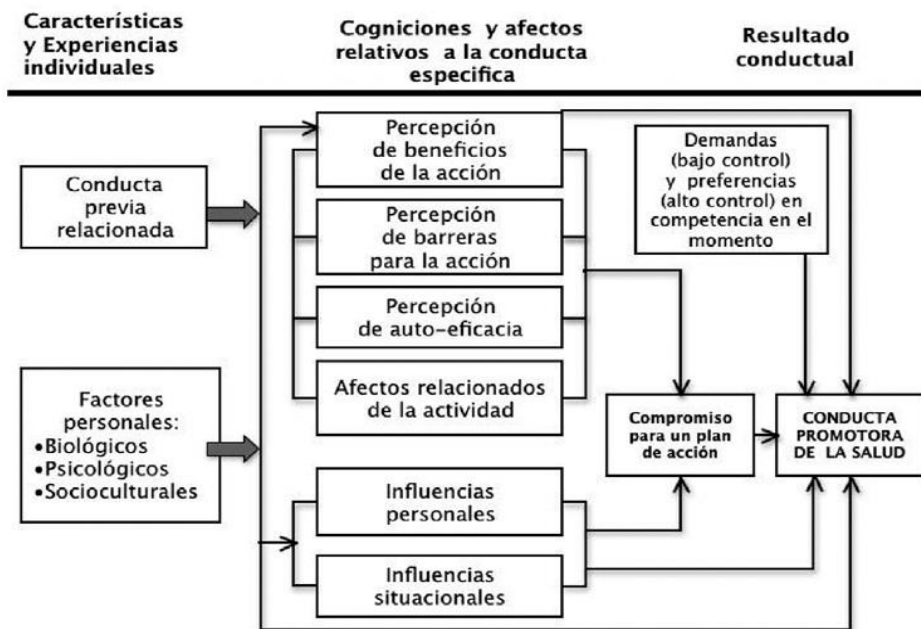 Características
y Experiencias
individuales
Cogniciones y afectos
relativos a la conducta
especifica
Resultado
conductual
Conducta
previa
relacionada
Factores
personales:
•Biológicos
•Psicológicos
•Socioculturales
Percepción
de beneficios
de la acción
Percepción
de barreras
para la acción
Percepción
de auto-eficacia
Afectos relacionados
de la actividad
Influencias
personales
Influencias
situacionales
Demandas
(bajo control)
y preferencias
(alto control) en
competencia en el
momento
Compromiso
para un plan
de acción
CONDUCTA
PROMOTORA
DE LA SALUD